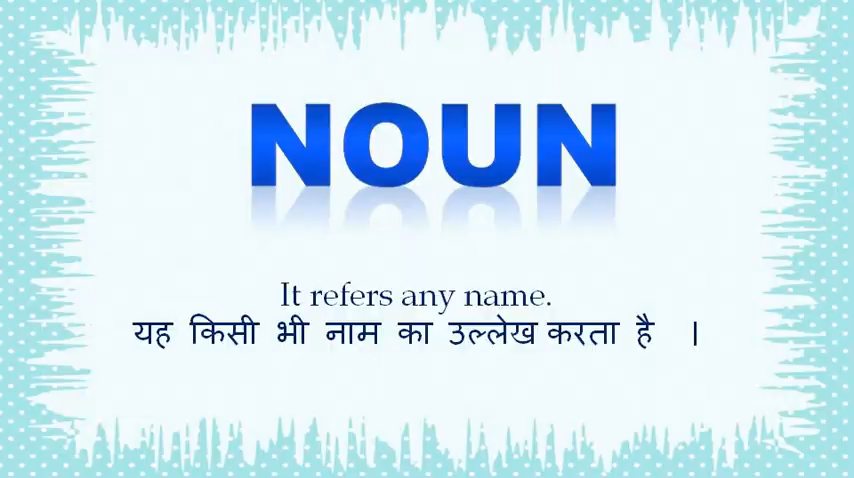 NOUN
It refers any name.
यह किसी भी नाम का उल्लेख करता है ।